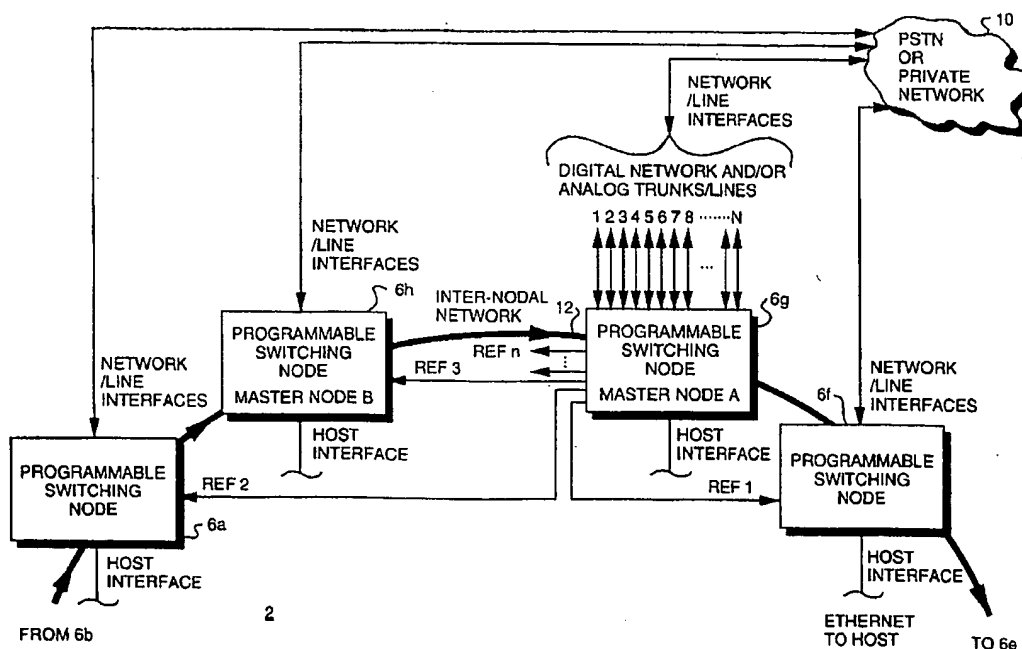 10
PSTN
OR
PRIVATE
NETWORK
NETWORK
/LINE
INTERFACES
DIGITAL NETWORK AND/OR
ANALOG TRUNKS/LINES
1 2 3 4 5 6 7 8 ....... N
...
NETWORK
/LINE
INTERFACES
6h
INTER-NODAL
NETWORK
12
6g
PROGRAMMABLE
SWITCHING
NODE
MASTER NODE B
REF n
REF 3
PROGRAMMABLE
SWITCHING
NODE
MASTER NODE A
NETWORK
/LINE
INTERFACES
NETWORK
/LINE
INTERFACES
6f
HOST
INTERFACE
HOST
INTERFACE
PROGRAMMABLE
SWITCHING
NODE
REF 2
REF 1
PROGRAMMABLE
SWITCHING
NODE
6a
HOST
INTERFACE
HOST
INTERFACE
FROM 6b
2
ETHERNET
TO HOST
TO 6e